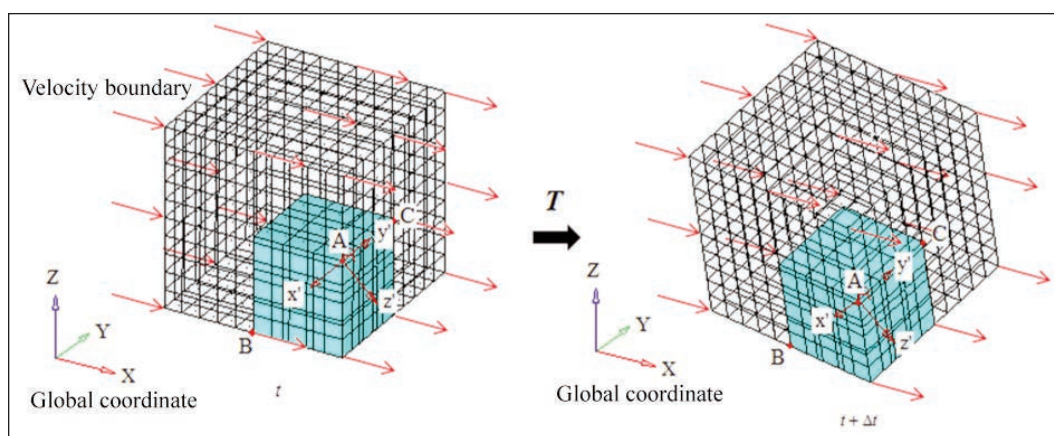 Velocity boundary
C
A
y'
x'
z'
B
Z
Y
X
Global coordinate
t
T
C
A
y'
x'
z'
B
Z
Y
X
Global coordinate
t + Δt